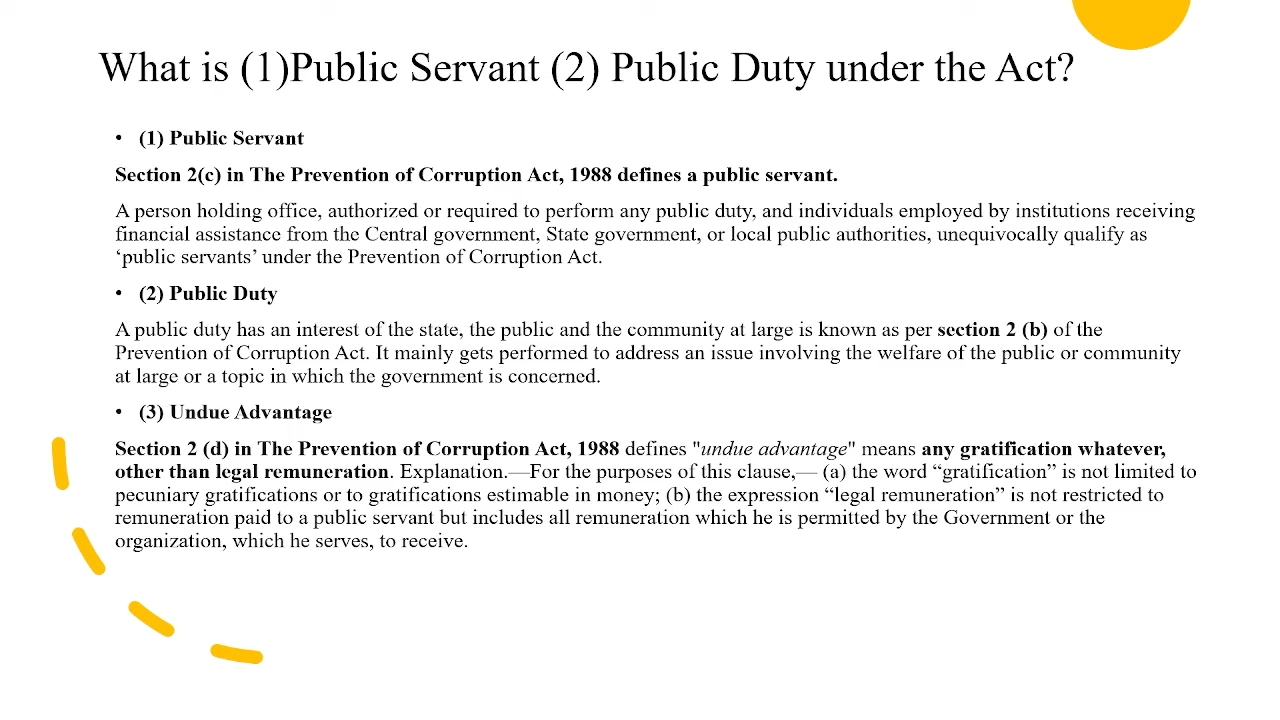 What is (1)Public Servant (2) Public Duty under the Act?
• (1) Public Servant
Section 2(c) in The Prevention of Corruption Act, 1988 defines a public servant.
A person holding office, authorized or required to perform any public duty, and individuals employed by institutions receiving
financial assistance from the Central government, State government, or local public authorities, unequivocally qualify as
‘public servants’ under the Prevention of Corruption Act.
• (2) Public Duty
A public duty has an interest of the state, the public and the community at large is known as per section 2 (b) of the
Prevention of Corruption Act. It mainly gets performed to address an issue involving the welfare of the public or community
at large or a topic in which the government is concerned.
• (3) Undue Advantage
Section 2 (d) in The Prevention of Corruption Act, 1988 defines "undue advantage" means any gratification whatever,
other than legal remuneration. Explanation.—For the purposes of this clause,— (a) the word “gratification” is not limited to
pecuniary gratifications or to gratifications estimable in money; (b) the expression “legal remuneration” is not restricted to
remuneration paid to a public servant but includes all remuneration which he is permitted by the Government or the
organization, which he serves, to receive.